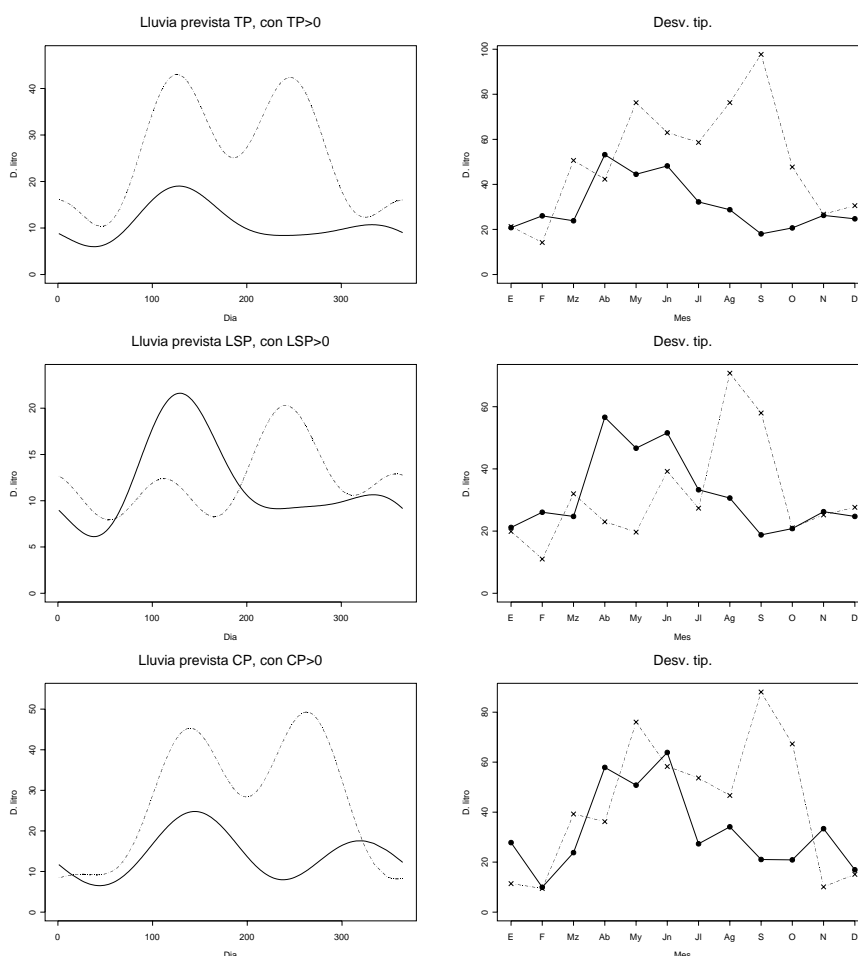 Lluvia prevista TP, con TP>0
D. litro
0 10 20 30 40
0 100 200 300
Dia
Desv. tip.
D. litro
0 20 40 60 80 100
E F Mz Ab My Jn Jl Ag S O N D
Mes
Lluvia prevista LSP, con LSP>0
D. litro
0 5 10 15 20
0 100 200 300
Dia
Desv. tip.
D. litro
0 20 40 60
E F Mz Ab My Jn Jl Ag S O N D
Mes
Lluvia prevista CP, con CP>0
D. litro
0 10 20 30 40 50
0 100 200 300
Dia
Desv. tip.
D. litro
0 20 40 60 80
E F Mz Ab My Jn Jl Ag S O N D
Mes